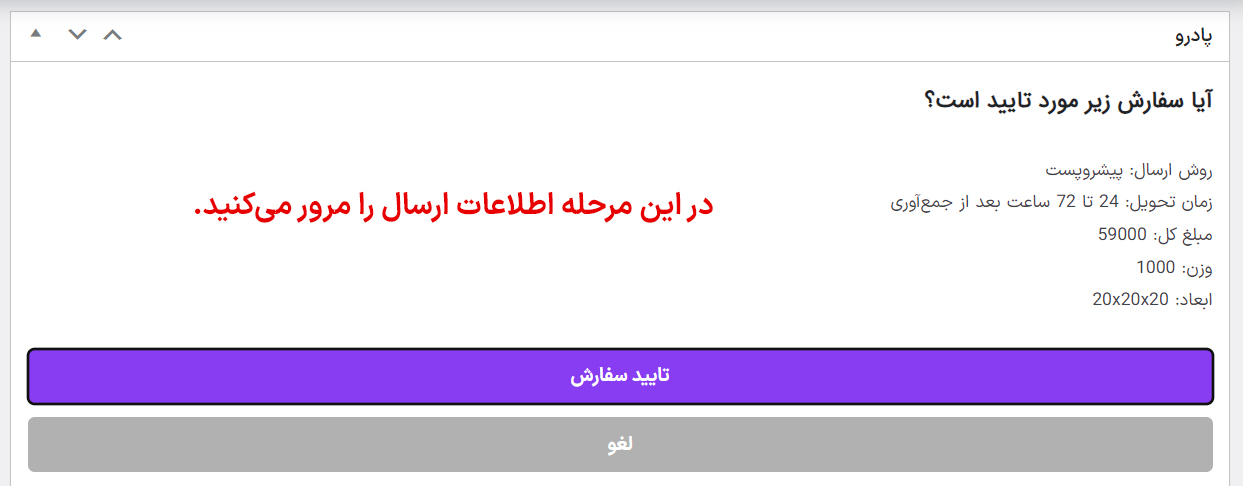 پادرو
آیا سفارش زیر مورد تایید است؟
روش ارسال: پیشروپست
در این مرحله اطلاعات ارسال را مرور می‌کنید.
زمان تحویل: 24 تا 72 ساعت بعد از جمع‌آوری
مبلغ کل: 59000
وزن: 1000
ابعاد: 20x20x20
تایید سفارش
لغو